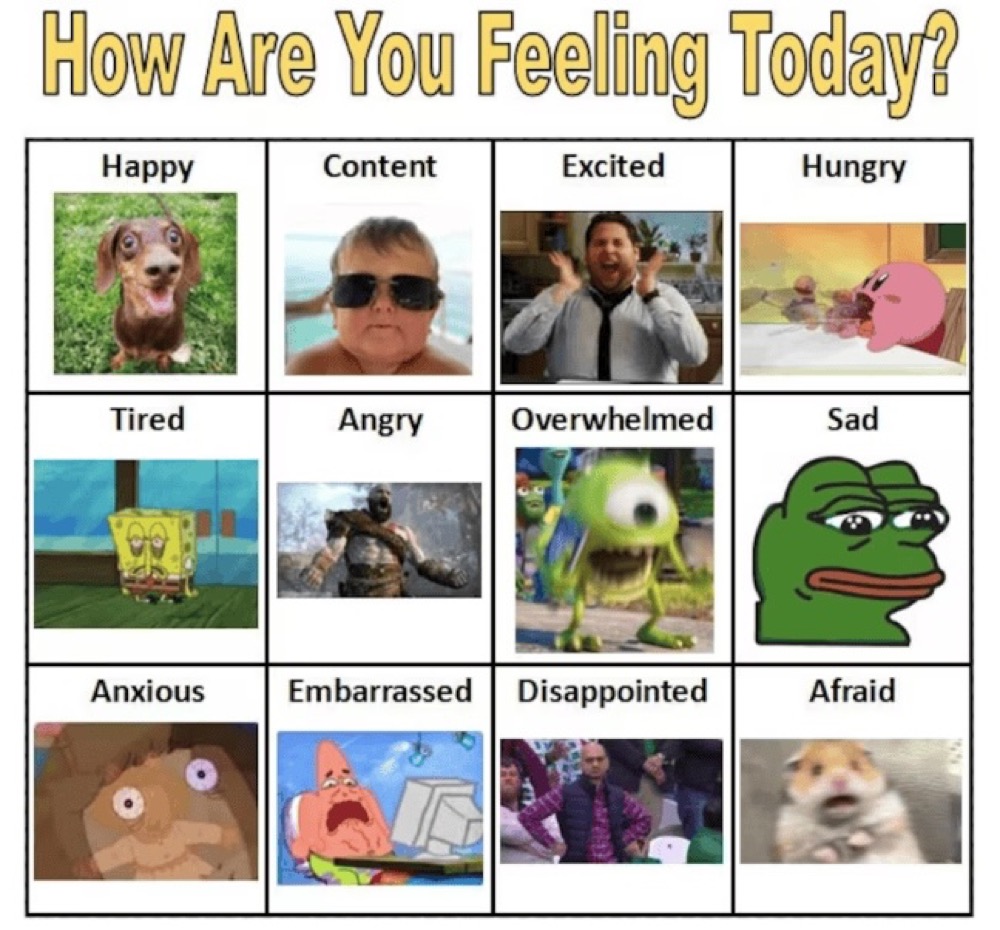 How Are You Feeling Today?
Happy
Content
Excited
Hungry
Tired
Angry
Overwhelmed
Sad
Anxious
Embarrassed
Disappointed
Afraid